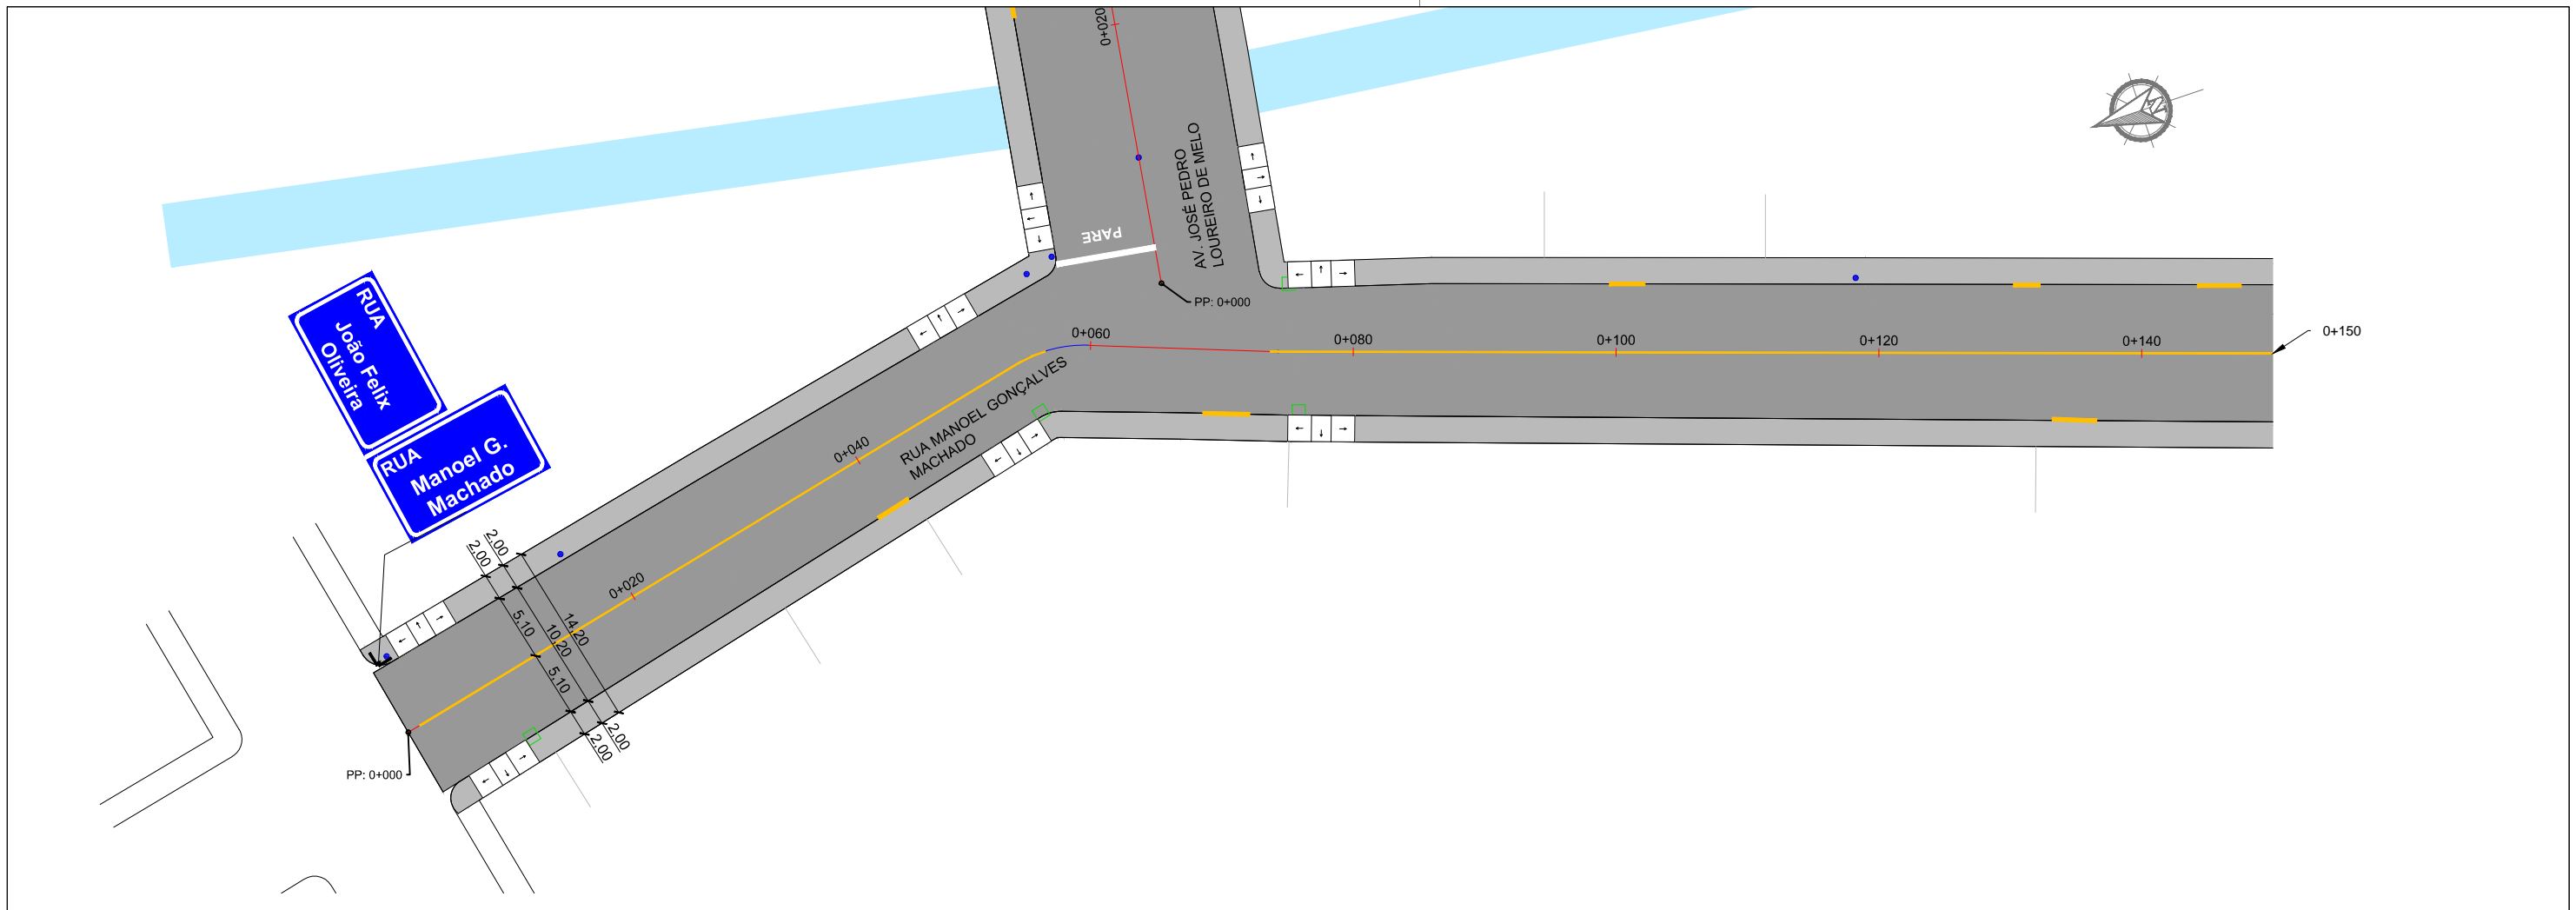 0+020
AV. JOSÉ PEDRO
LOUREIRO DE MELO
PARE
PP: 0+000
RUA
João Felix
Oliveira
RUA
Manoel G.
Machado
0+060
0+080
0+100
0+120
0+140
0+150
RUA MANOEL GONÇALVES
MACHADO
0+040
0+020
2,00
2,00
5,10
10,20
14,20
5,10
2,00
2,00
PP: 0+000